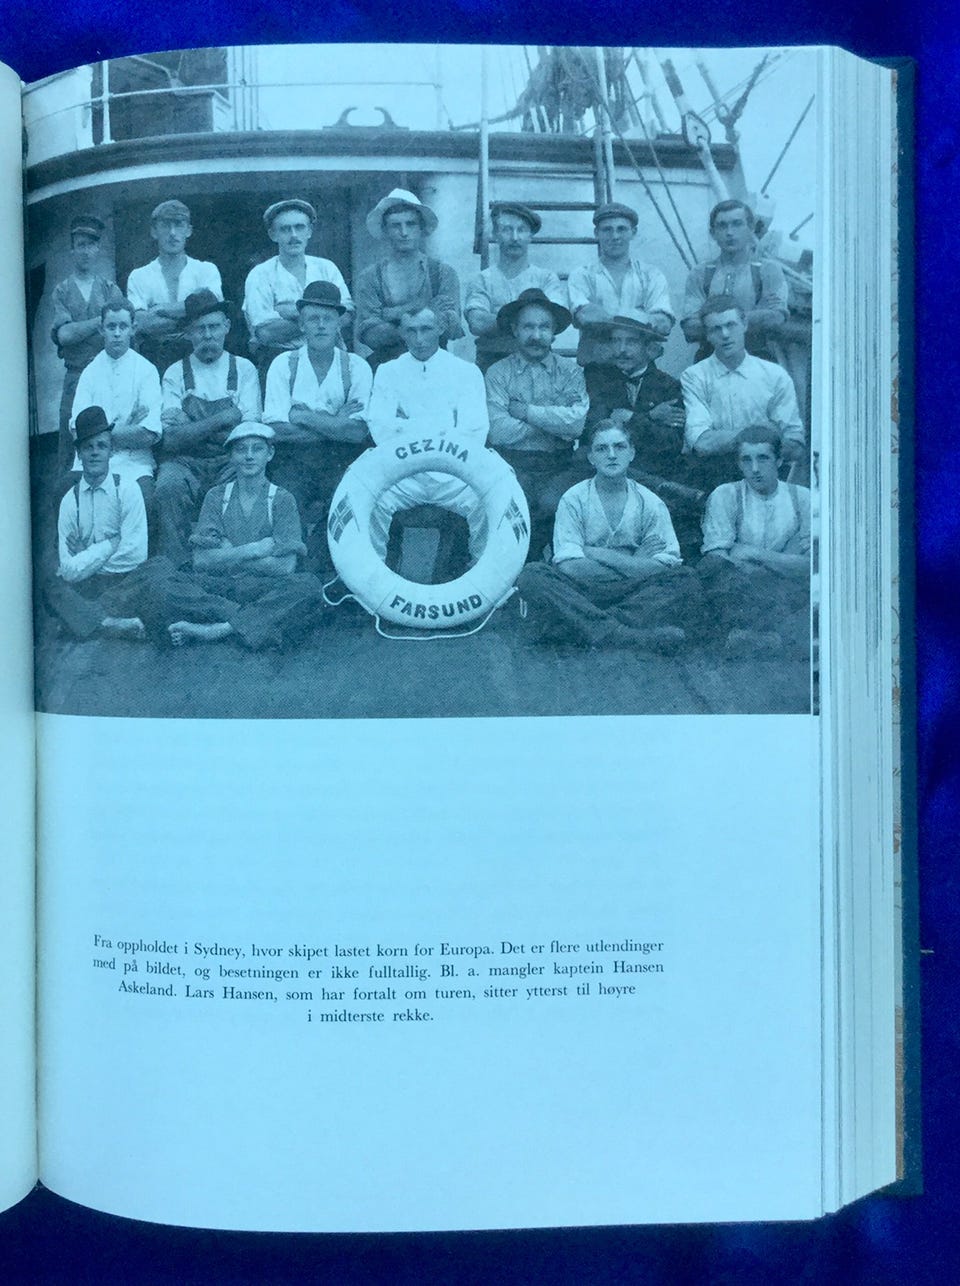 CEZINA
FARSUND
Fra oppholdet i Sydney, hvor skipet lastet korn for Europa. Det er flere utlendinger
med på bildet, og besetningen er ikke fulltallig. Bl. a. mangler kaptein Hansen
Askeland. Lars Hansen, som har fortalt om turen, sitter ytterst til høyre
i midterste rekke.